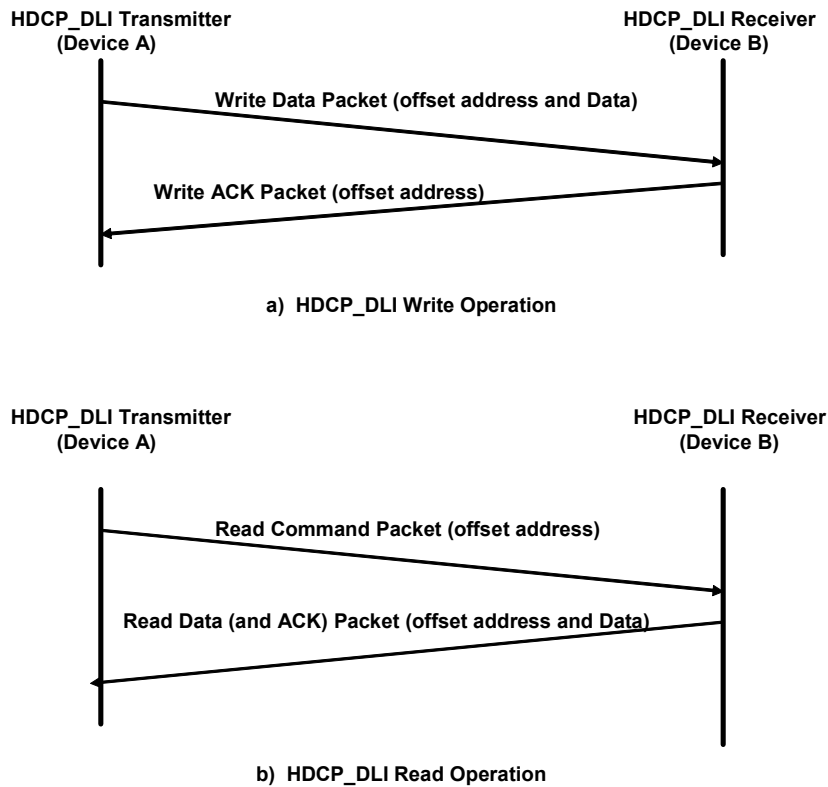 HDCP_DLI Transmitter
(Device A)
HDCP_DLI Receiver
(Device B)
Write Data Packet (offset address and Data)
Write ACK Packet (offset address)
a) HDCP_DLI Write Operation
HDCP_DLI Transmitter
(Device A)
HDCP_DLI Receiver
(Device B)
Read Command Packet (offset address)
Read Data (and ACK) Packet (offset address and Data)
b) HDCP_DLI Read Operation